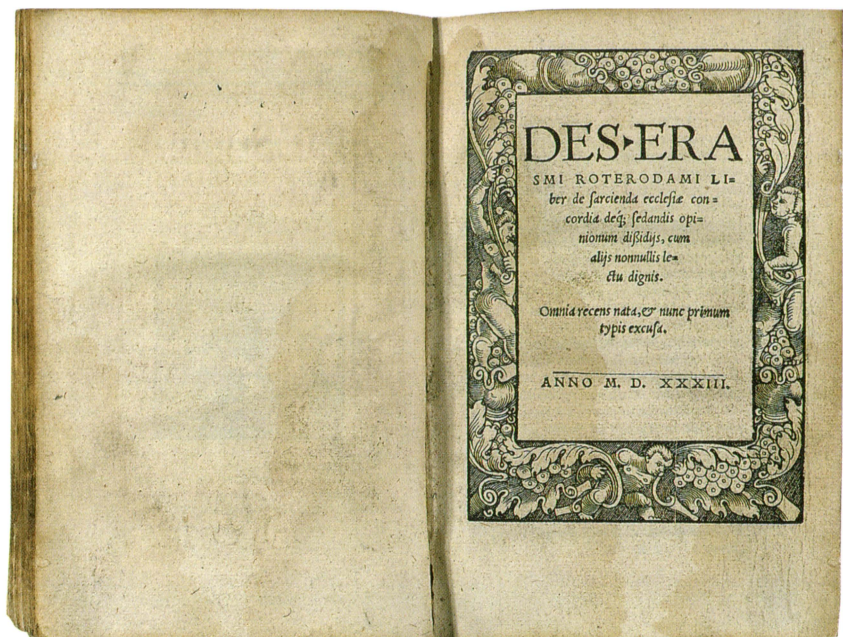 DES‣ERA
SMI ROTERODAMI LI=
ber de ſarcienda eccleſiæ con=
cordia deq́; ſedandis opi=
nionum dißidijs, cum
alijs nonnullis le=
ctu dignis.
Omnia recens nata, & nunc primum
typis excuſa.
ANNO M. D. XXXIII.